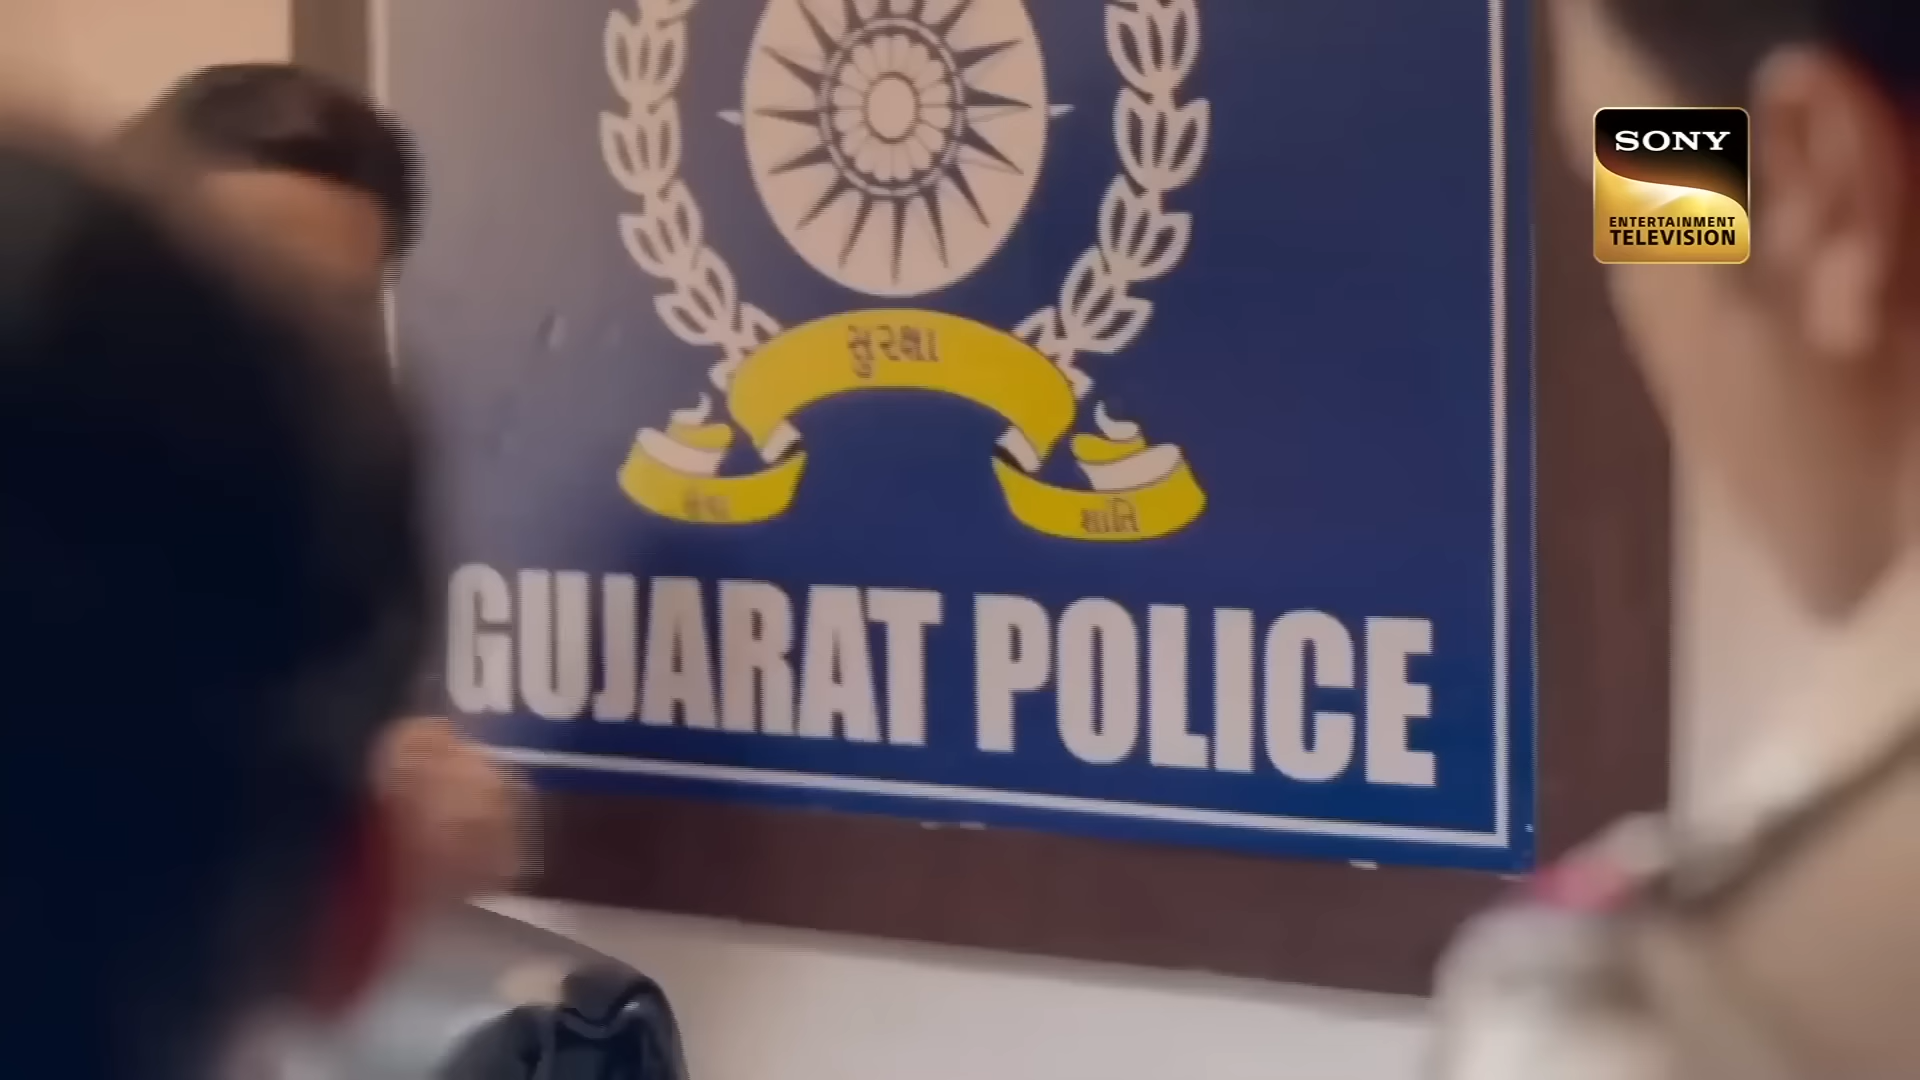 સુરક્ષા
સેવા
શાંતિ
GUJARAT POLICE
SONY
ENTERTAINMENT
TELEVISION